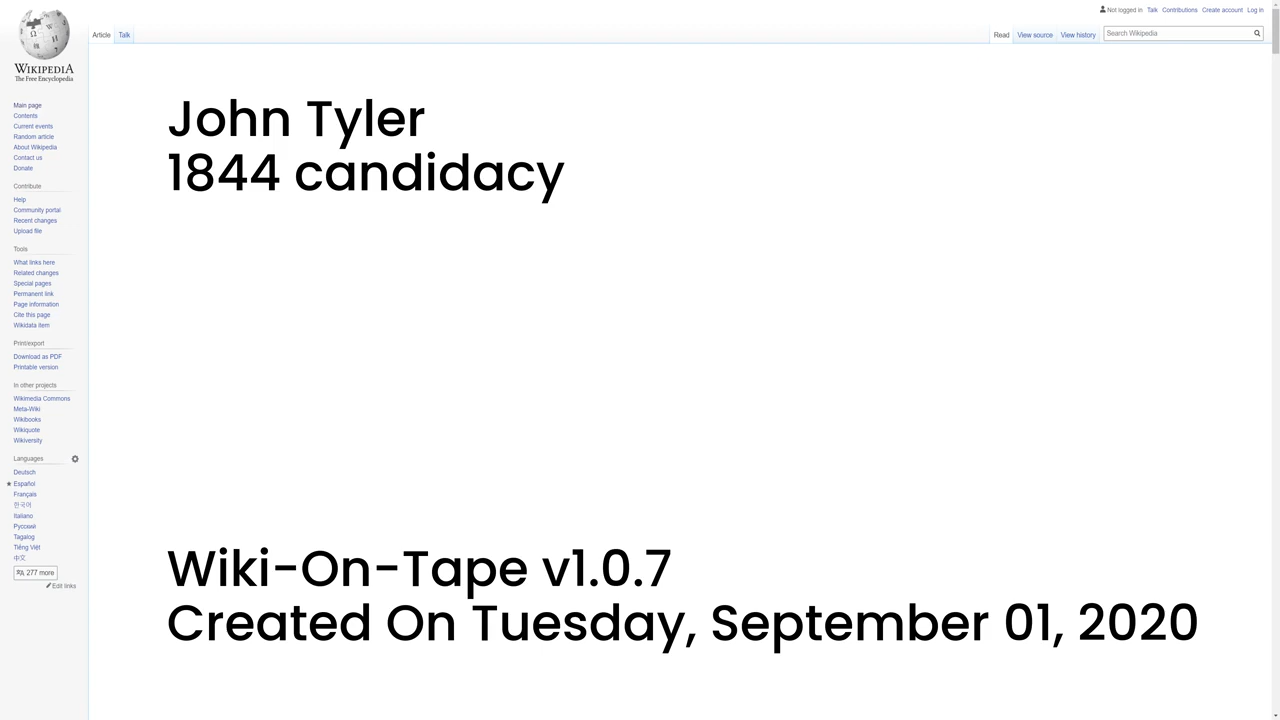 Not logged in Talk Contributions Create account Log in
Article Talk Read View source View history Search Wikipedia
WIKIPEDIA
The Free Encyclopedia
Main page
Contents
Current events
Random article
About Wikipedia
Contact us
Donate
Contribute
Help
Community portal
Recent changes
Upload file
Tools
What links here
Related changes
Special pages
Permanent link
Page information
Cite this page
Wikidata item
Print/export
Download as PDF
Printable version
In other projects
Wikimedia Commons
Meta-Wiki
Wikibooks
Wikiquote
Wikiversity
Languages
Deutsch
Español
Français
한국어
Italiano
Русский
Tagalog
Tiếng Việt
中文
277 more
Edit links
John Tyler
1844 candidacy
Wiki-On-Tape v1.0.7
Created On Tuesday, September 01, 2020